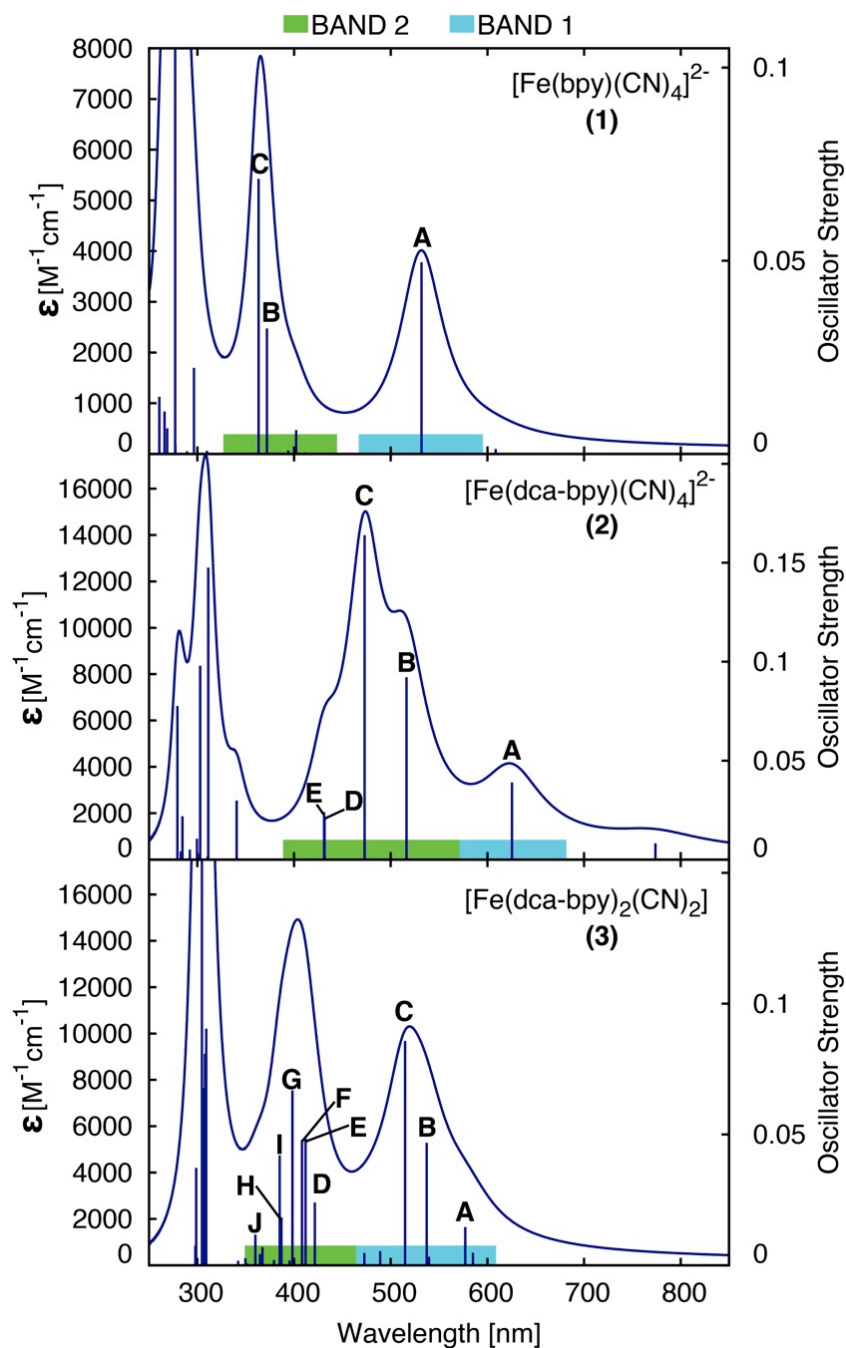 BAND 2 BAND 1
8000
7000
6000
5000
4000
3000
2000
1000
0
ε [M-1cm-1]
[Fe(bpy)(CN)4]2-
(1)
C
B
A
0.1
0.05
0
Oscillator Strength
16000
14000
12000
10000
8000
6000
4000
2000
0
ε [M-1cm-1]
[Fe(dca-bpy)(CN)4]2-
(2)
C
B
A
E D
0.15
0.1
0.05
0
Oscillator Strength
16000
14000
12000
10000
8000
6000
4000
2000
0
ε [M-1cm-1]
[Fe(dca-bpy)2(CN)2]
(3)
C
G
F
E
B
I
H
D
J
A
0.1
0.05
0
Oscillator Strength
300 400 500 600 700 800
Wavelength [nm]